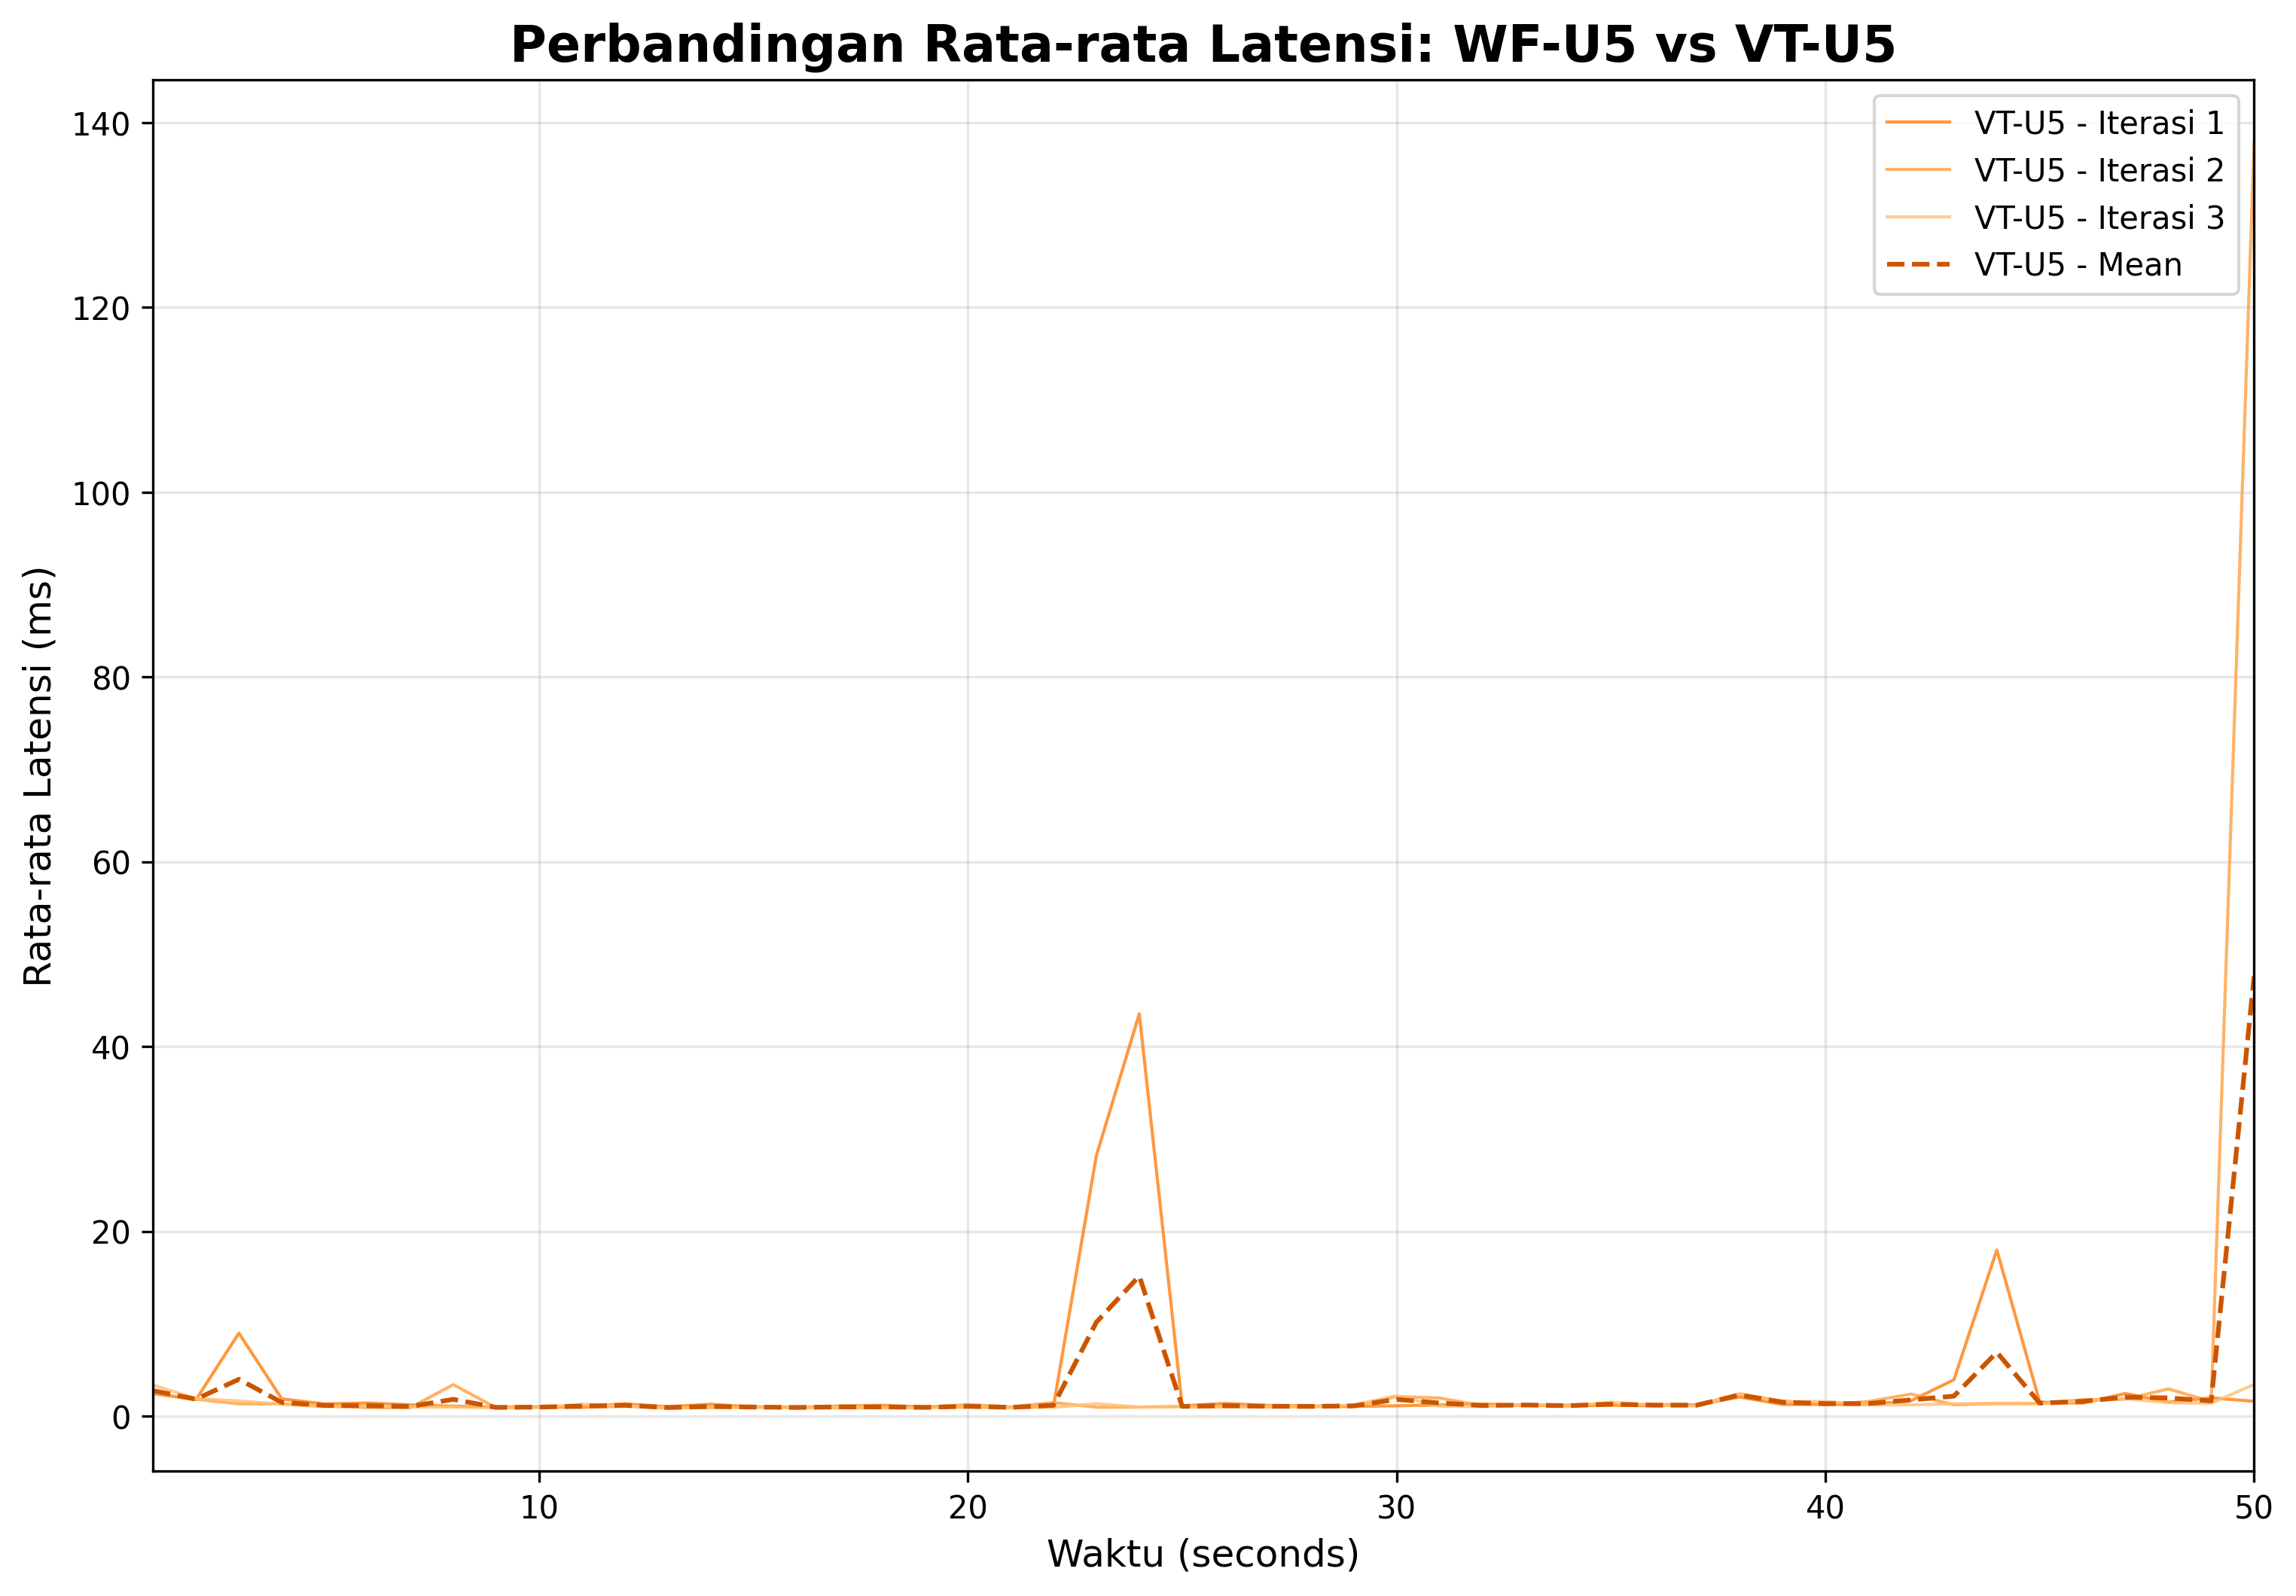 Perbandingan Rata-rata Latensi: WF-U5 vs VT-U5
VT-U5 - Iterasi 1
VT-U5 - Iterasi 2
VT-U5 - Iterasi 3
VT-U5 - Mean
Rata-rata Latensi (ms)
140
120
100
80
60
40
20
0
10
20
30
40
50
Waktu (seconds)